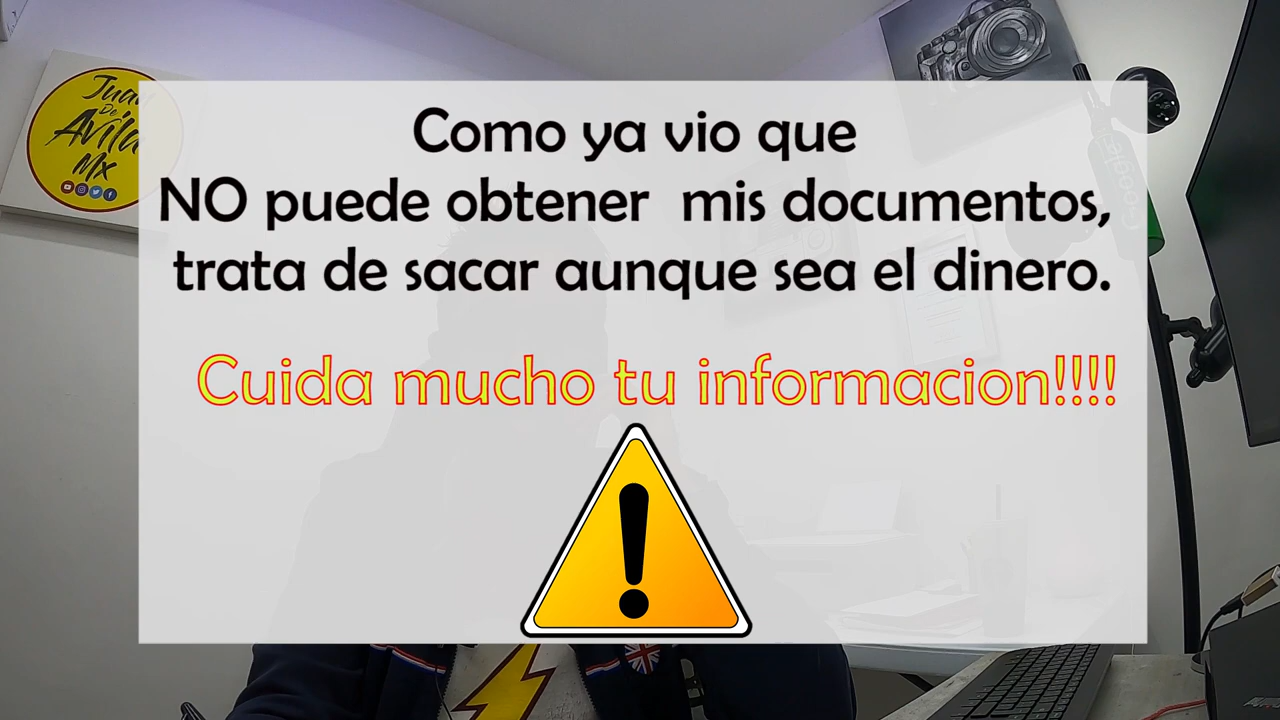 Juan
De
Avila
Mx
Como ya vio que
NO puede obtener mis documentos,
trata de sacar aunque sea el dinero.
Cuida mucho tu informacion!!!!